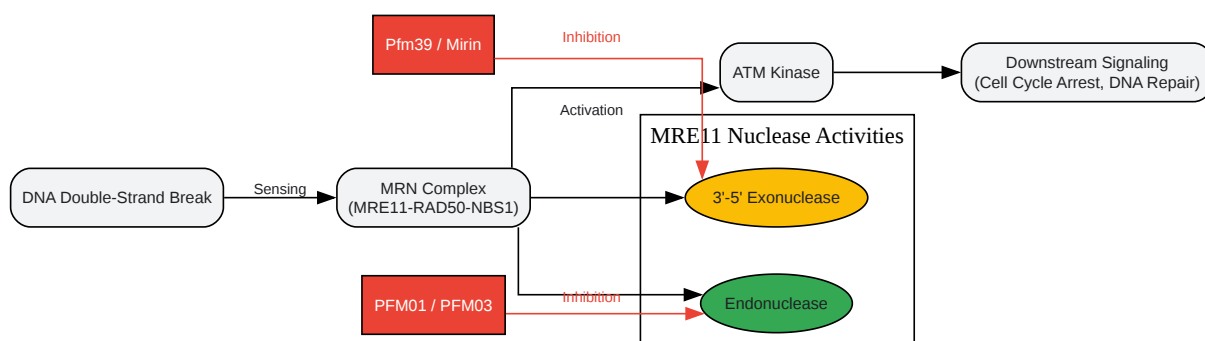 Pfm39 / Mirin
Inhibition
ATM Kinase
Downstream Signaling
(Cell Cycle Arrest, DNA Repair)
Activation
MRE11 Nuclease Activities
DNA Double-Strand Break
Sensing
MRN Complex
(MRE11-RAD50-NBS1)
3'-5' Exonuclease
PFM01 / PFM03
Inhibition
Endonuclease